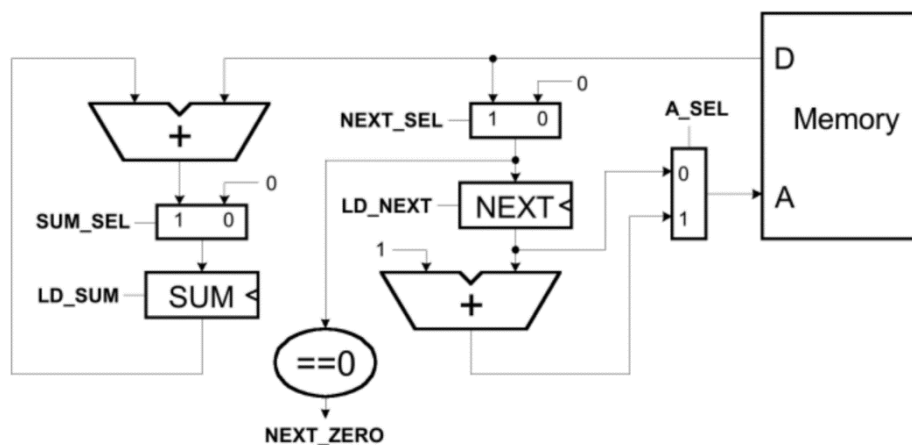 D
0
NEXT_SEL
1 0
A_SEL
Memory
+
0
0
A
LD_NEXT
NEXT
SUM_SEL
1 0
1
1
LD_SUM
SUM
+
==0
NEXT_ZERO